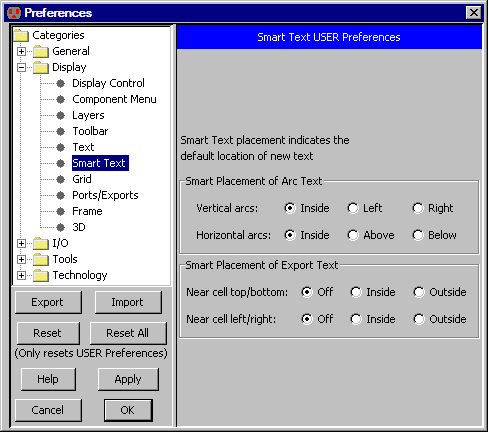 Preferences
Categories
General
Display
Display Control
Component Menu
Layers
Toolbar
Text
Smart Text
Grid
Ports/Exports
Frame
3D
I/O
Tools
Technology
Export Import
Reset Reset All
(Only resets USER Preferences)
Help Apply
Cancel OK
Smart Text USER Preferences
Smart Text placement indicates the
default location of new text
Smart Placement of Arc Text
Vertical arcs: Inside Left Right
Horizontal arcs: Inside Above Below
Smart Placement of Export Text
Near cell top/bottom: Off Inside Outside
Near cell left/right: Off Inside Outside